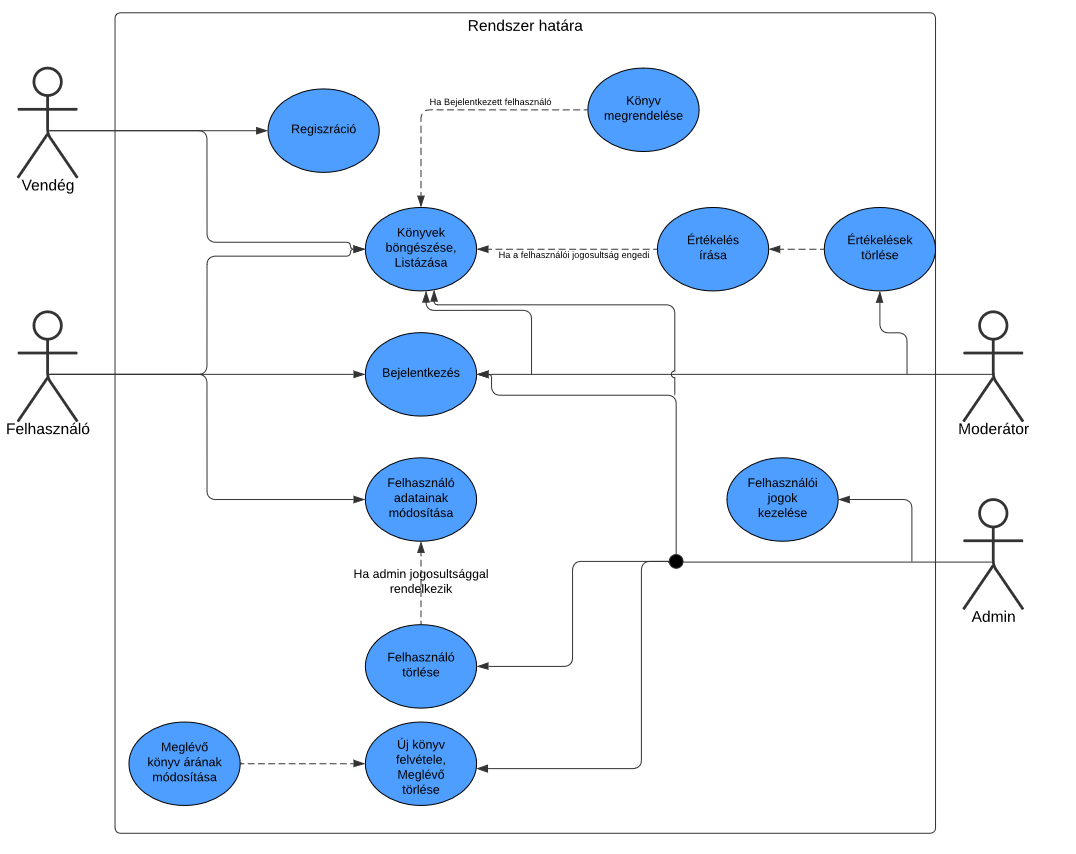 Rendszer határa
Ha Bejelentkezett felhasználó
Könyv
megrendelése
Regiszráció
Vendég
Könyvek
böngészése,
Listázása
Ha a felhasználói jogosultság engedi
Értékelés
írása
Értékelések
törlése
Bejelentkezés
Felhasználó
Moderátor
Felhasználó
adatainak
módosítása
Felhasználói
jogok
kezelése
Ha admin jogosultsággal
rendelkezik
Admin
Felhasználó
törlése
Meglévő
könyv árának
módosítása
Új könyv
felvétele,
Meglévő
törlése